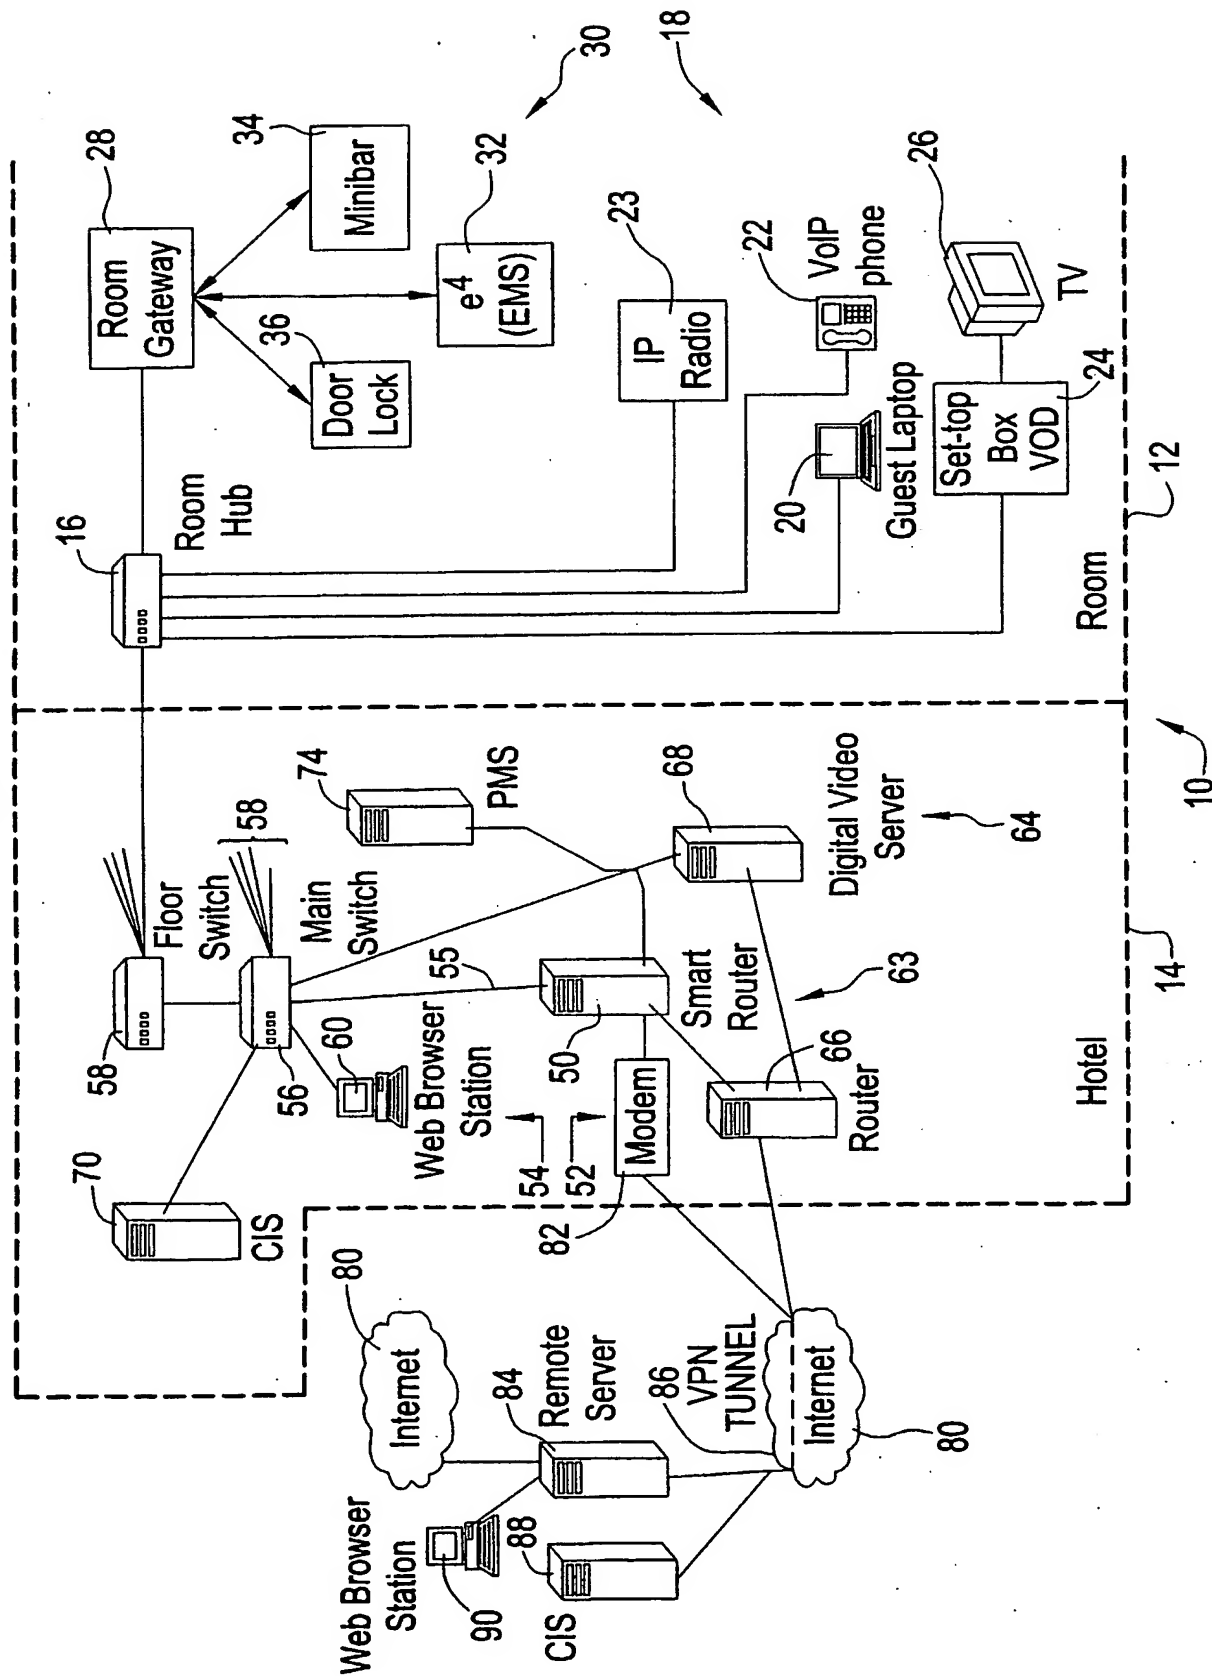 28
Room
Gateway
34
Minibar
36
Door
Lock
e4
(EMS)
32
30
18
16
Room
Hub
23
IP
Radio
22
VoIP
phone
20
Guest Laptop
26
TV
Set-top
Box
VOD
24
Room
12
58
Floor
Switch
58
Main
Switch
56
74
PMS
68
Digital Video
Server
64
55
50
Smart
Router
63
66
Router
60
Web Browser
Station
54
52
Modem
82
70
CIS
Hotel
14
10
80
Internet
84
Remote
Server
86
VPN
TUNNEL
Internet
80
Web Browser
Station
90
88
CIS